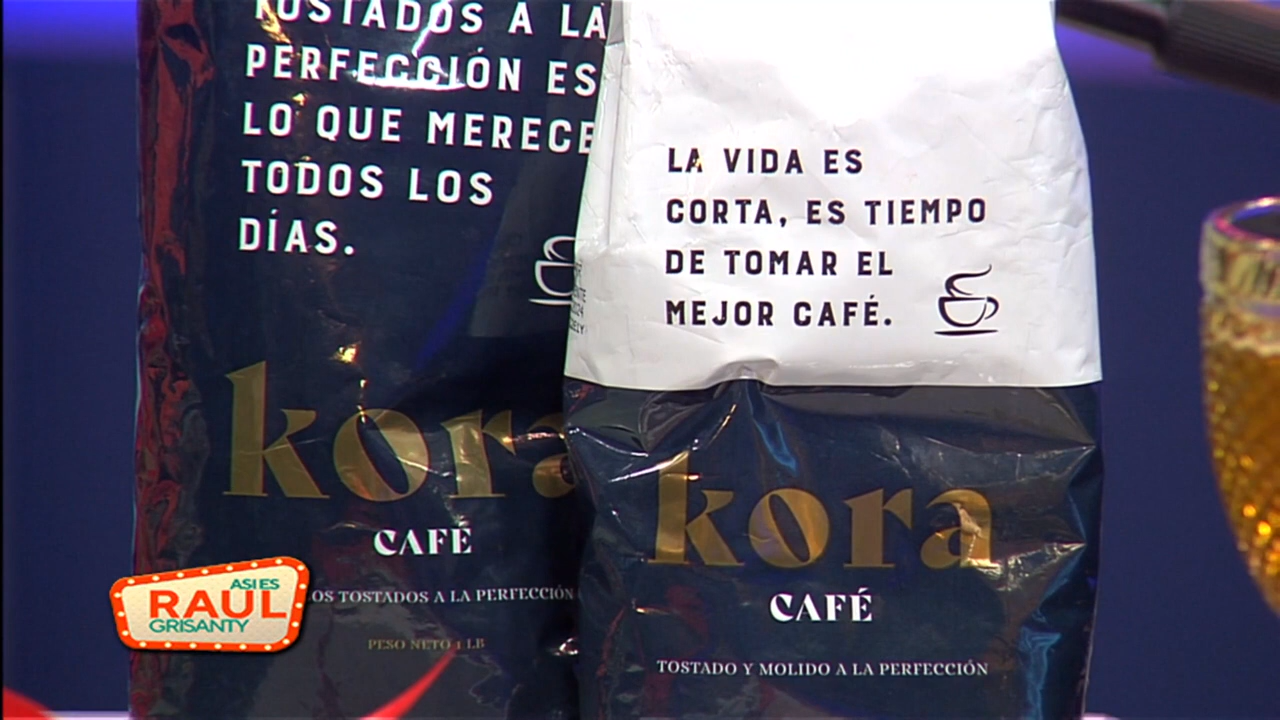 TOSTADOS A LA
PERFECCIÓN ES
LO QUE MERECE
TODOS LOS
DÍAS.
kora
CAFÉ
OS TOSTADOS A LA PERFECCIÓN
PESO NETO 1 LB
LA VIDA ES
CORTA, ES TIEMPO
DE TOMAR EL
MEJOR CAFÉ.
kora
CAFÉ
TOSTADO Y MOLIDO A LA PERFECCIÓN
ASI ES
RAUL
GRISANTY